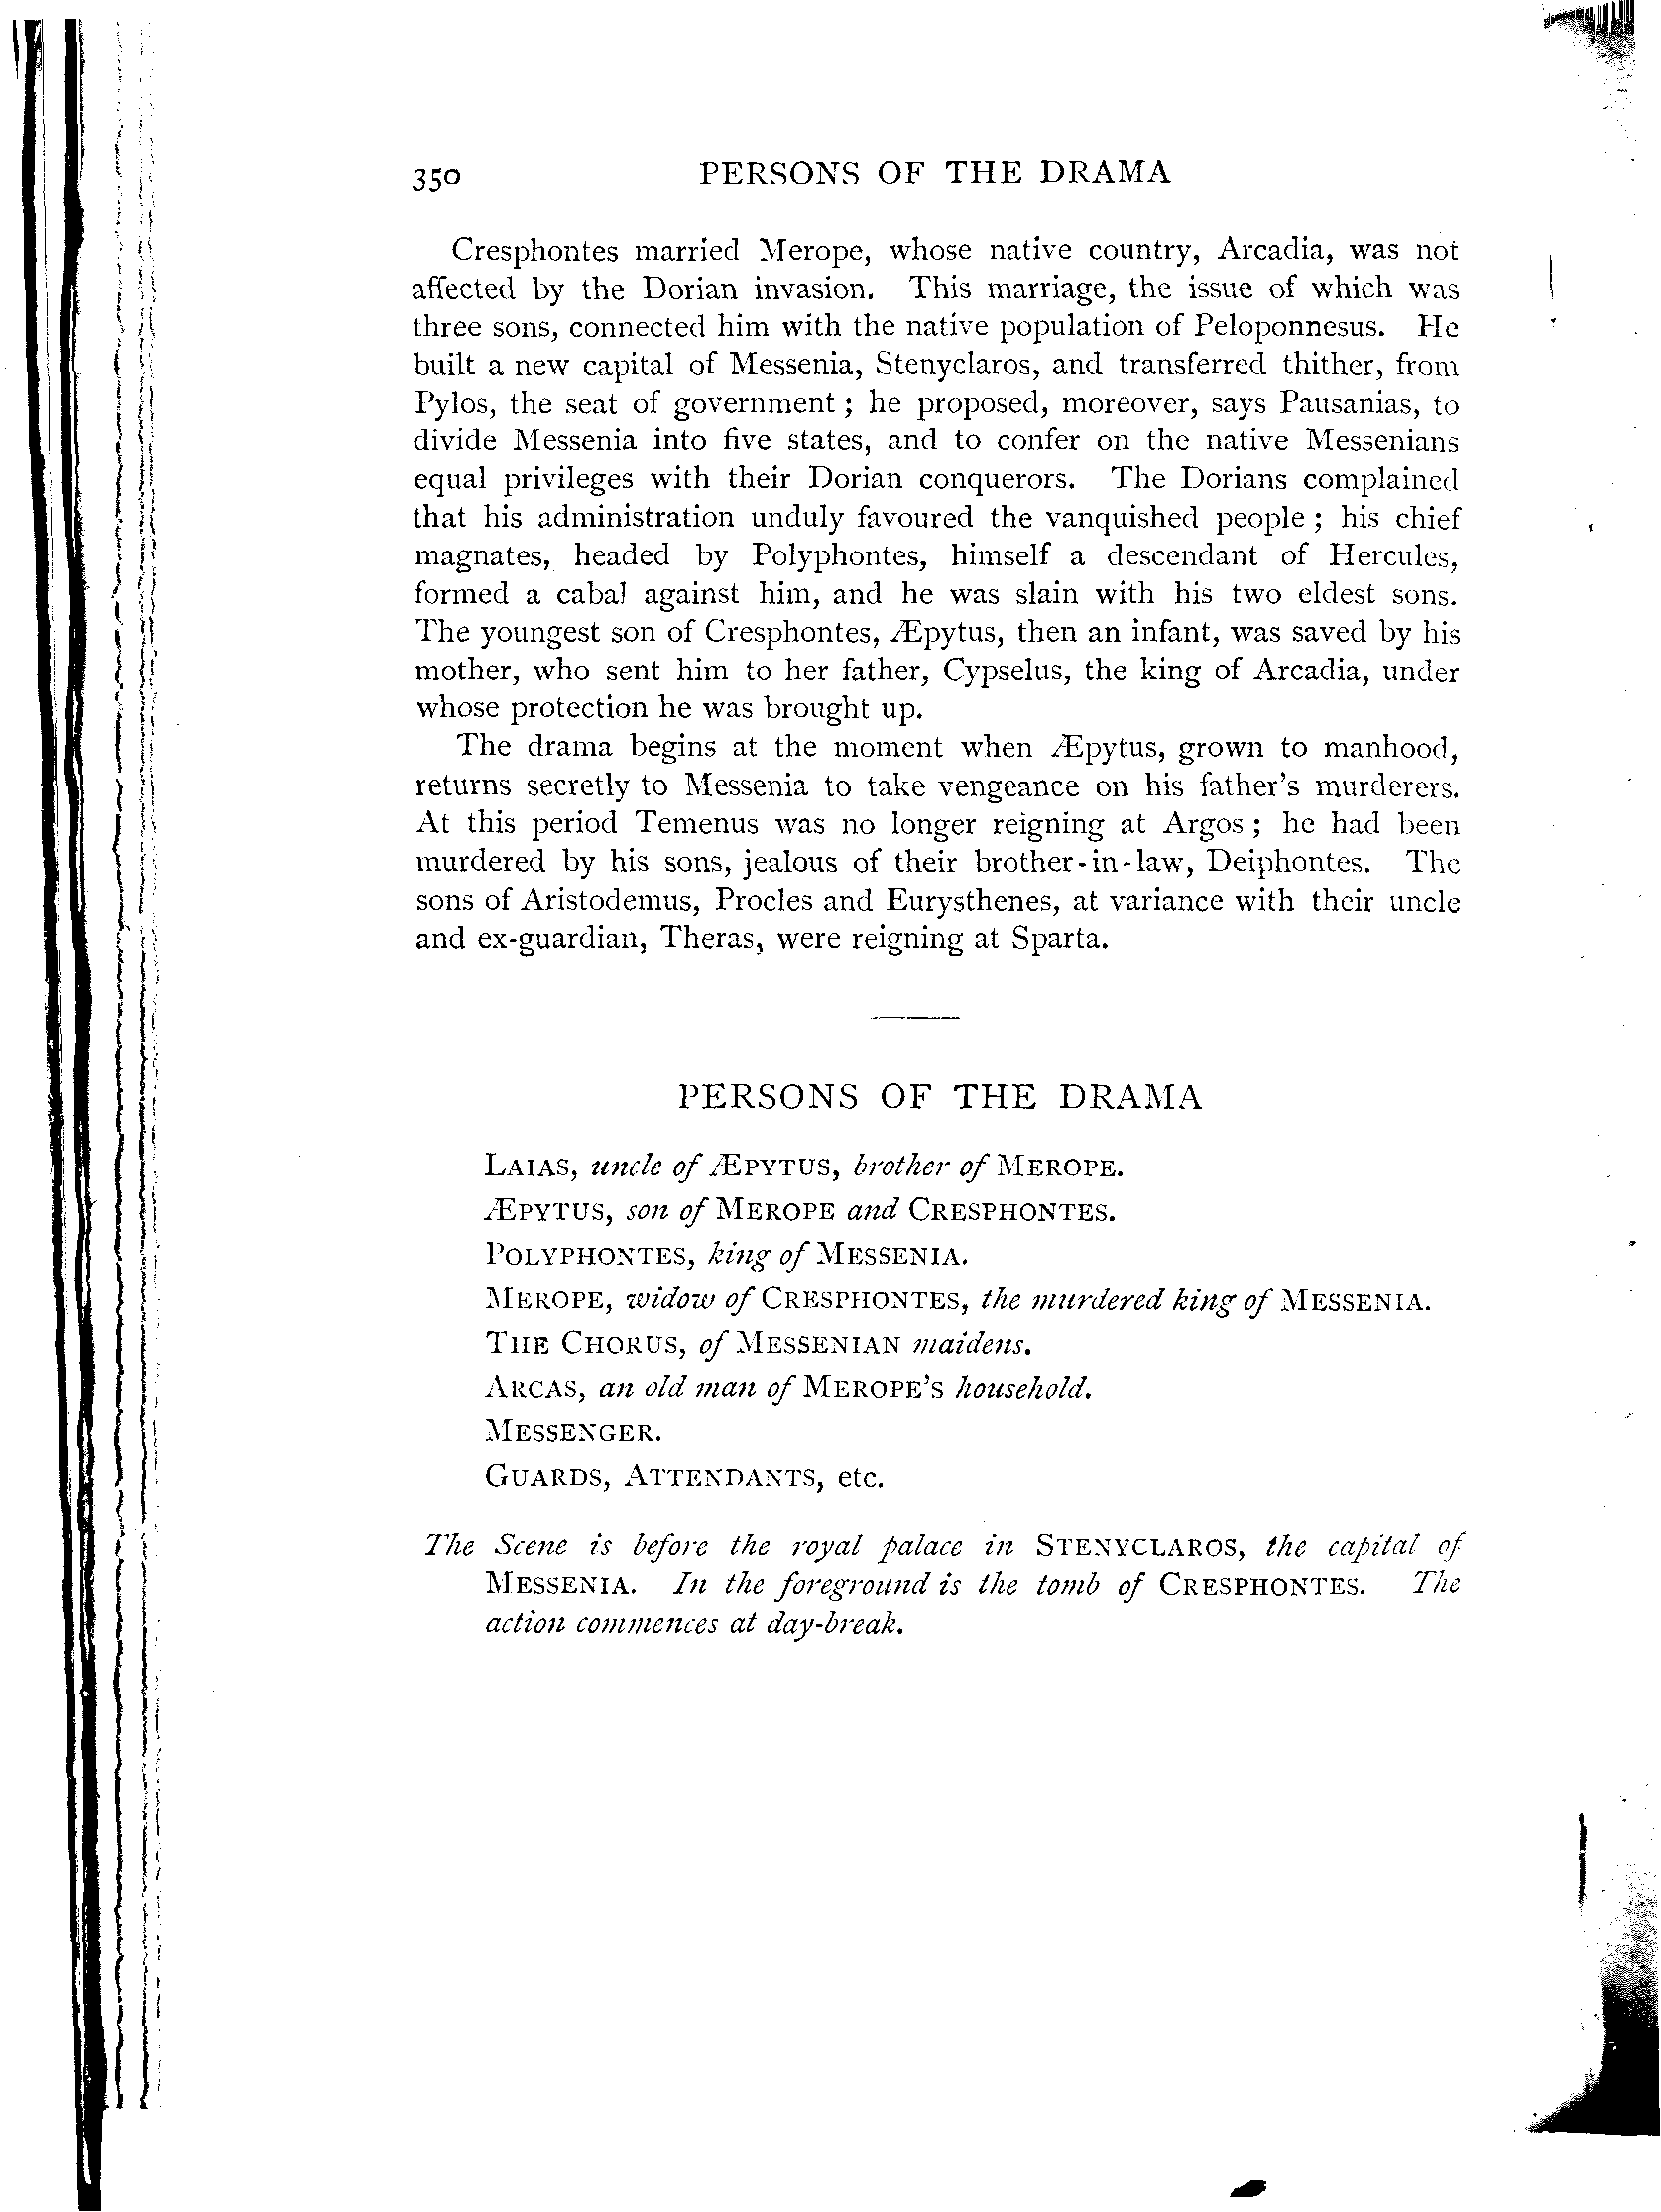 350 PERSONS OF THE DRAMA
Cresphontes married Merope, whose native country, Arcadia, was not
affected by the Dorian invasion. This marriage, the issue of which was
three sons, connected him with the native population of Peloponnesus. He
built a new capital of Messenia, Stenyclaros, and transferred thither, from
Pylos, the seat of government; he proposed, moreover, says Pausanias, to
divide Messenia into five states, and to confer on the native Messenians
equal privileges with their Dorian conquerors. The Dorians complained
that his administration unduly favoured the vanquished people; his chief
magnates, headed by Polyphontes, himself a descendant of Hercules,
formed a cabal against him, and he was slain with his two eldest sons.
The youngest son of Cresphontes, Æpytus, then an infant, was saved by his
mother, who sent him to her father, Cypselus, the king of Arcadia, under
whose protection he was brought up.
The drama begins at the moment when Æpytus, grown to manhood,
returns secretly to Messenia to take vengeance on his father's murderers.
At this period Temenus was no longer reigning at Argos; he had been
murdered by his sons, jealous of their brother-in-law, Deiphontes. The
sons of Aristodemus, Procles and Eurysthenes, at variance with their uncle
and ex-guardian, Theras, were reigning at Sparta.
PERSONS OF THE DRAMA
LAIAS, uncle of ÆPYTUS, brother of MEROPE.
ÆPYTUS, son of MEROPE and CRESPHONTES.
POLYPHONTES, king of MESSENIA.
MEROPE, widow of CRESPHONTES, the murdered king of MESSENIA.
THE CHORUS, of MESSENIAN maidens.
ARCAS, an old man of MEROPE'S household.
MESSENGER.
GUARDS, ATTENDANTS, etc.
The Scene is before the royal palace in STENYCLAROS, the capital of
MESSENIA. In the foreground is the tomb of CRESPHONTES. The
action commences at day-break.